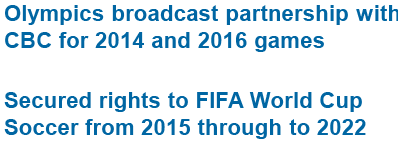 Olympics broadcast partnership with
CBC for 2014 and 2016 games
Secured rights to FIFA World Cup
Soccer from 2015 through to 2022